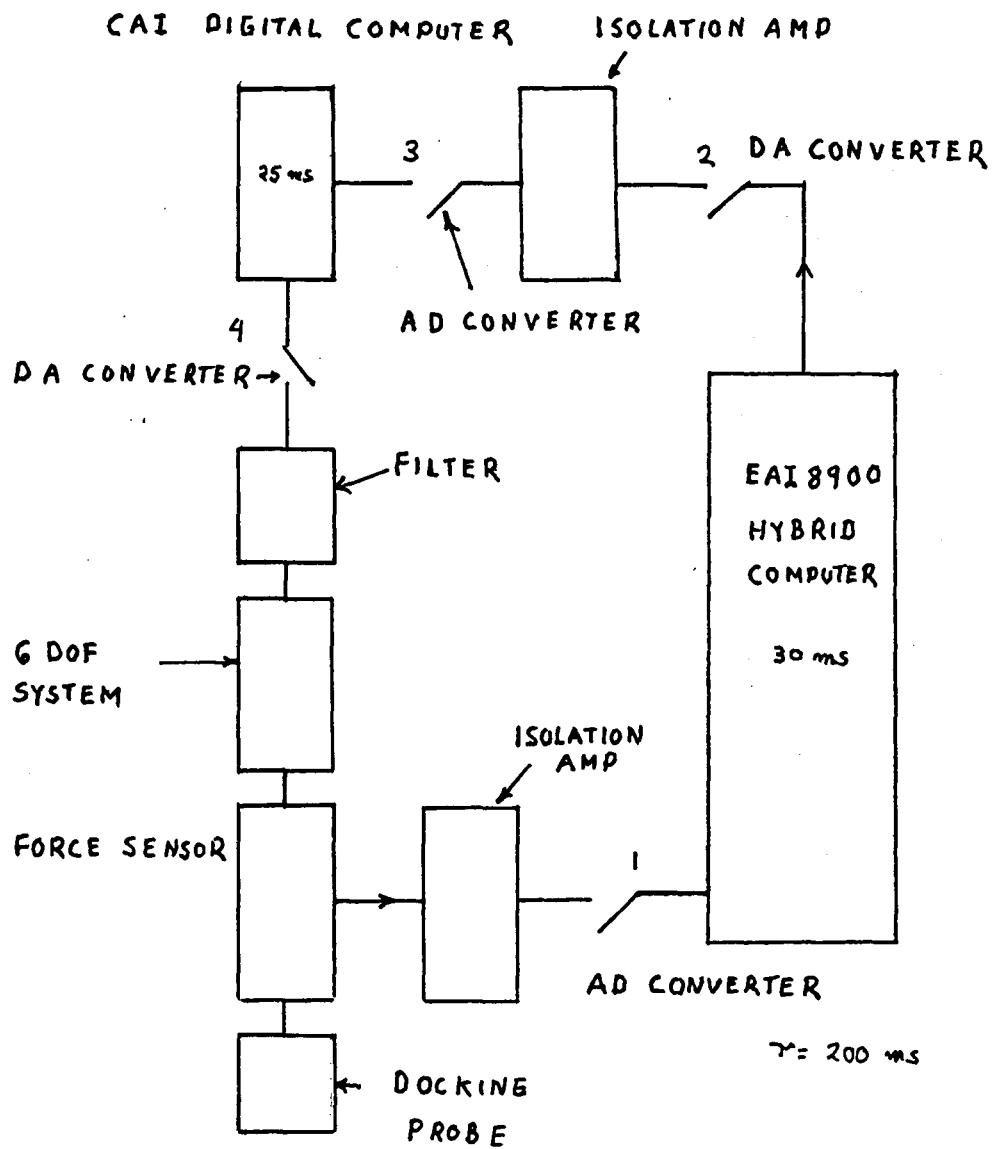 CAI DIGITAL COMPUTER
ISOLATION AMP
25 ms
3
2
DA CONVERTER
AD CONVERTER
4
DA CONVERTER
FILTER
EAI 8900
HYBRID
COMPUTER
30 ms
6 DOF
SYSTEM
ISOLATION
AMP
FORCE SENSOR
1
AD CONVERTER
τ= 200 ms
DOCKING
PROBE